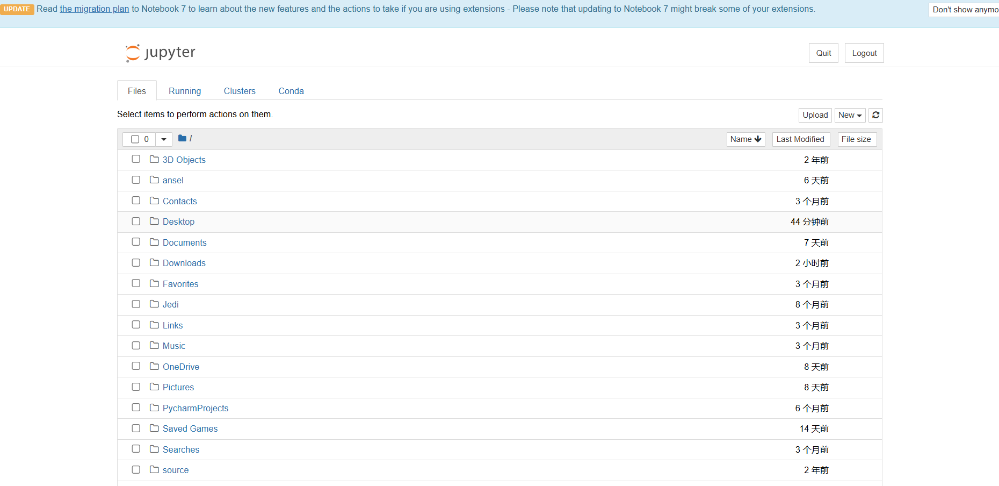 UPDATE Read the migration plan to Notebook 7 to learn about the new features and the actions to take if you are using extensions - Please note that updating to Notebook 7 might break some of your extensions. Don't show anymo
jupyter Quit Logout
Files Running Clusters Conda
Select items to perform actions on them. Upload New
0 / Name Last Modified File size
3D Objects 2 年前
ansel 6 天前
Contacts 3 个月前
Desktop 44 分钟前
Documents 7 天前
Downloads 2 小时前
Favorites 3 个月前
Jedi 8 个月前
Links 3 个月前
Music 3 个月前
OneDrive 8 天前
Pictures 8 天前
PycharmProjects 6 个月前
Saved Games 14 天前
Searches 3 个月前
source 2 年前